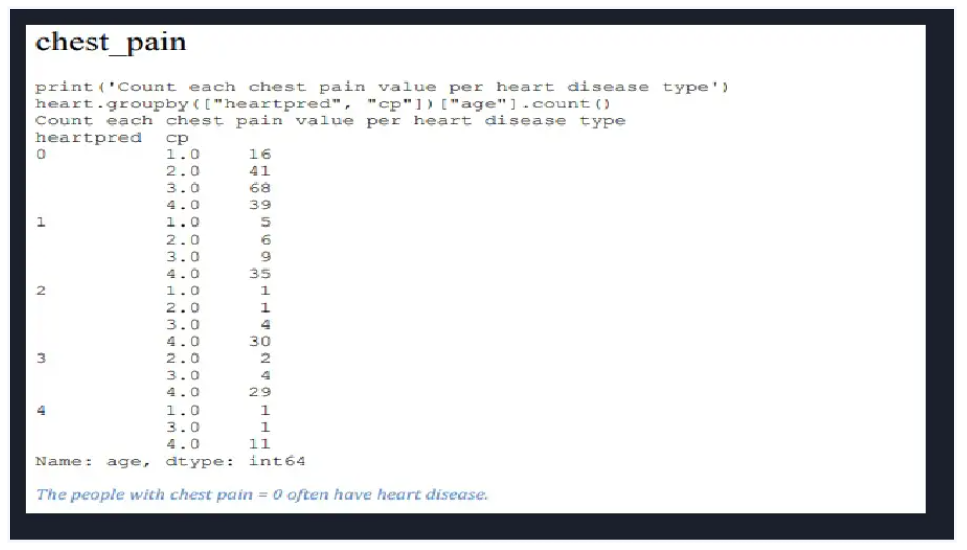 chest_pain
print('Count each chest pain value per heart disease type')
heart.groupby(["heartpred", "cp"])["age"].count()
Count each chest pain value per heart disease type
heartpred cp
0 1.0 16
2.0 41
3.0 68
4.0 39
1 1.0 5
2.0 6
3.0 9
4.0 35
2 1.0 1
2.0 1
3.0 4
4.0 30
3 2.0 2
3.0 4
4.0 29
4 1.0 1
3.0 1
4.0 11
Name: age, dtype: int64
The people with chest pain = 0 often have heart disease.